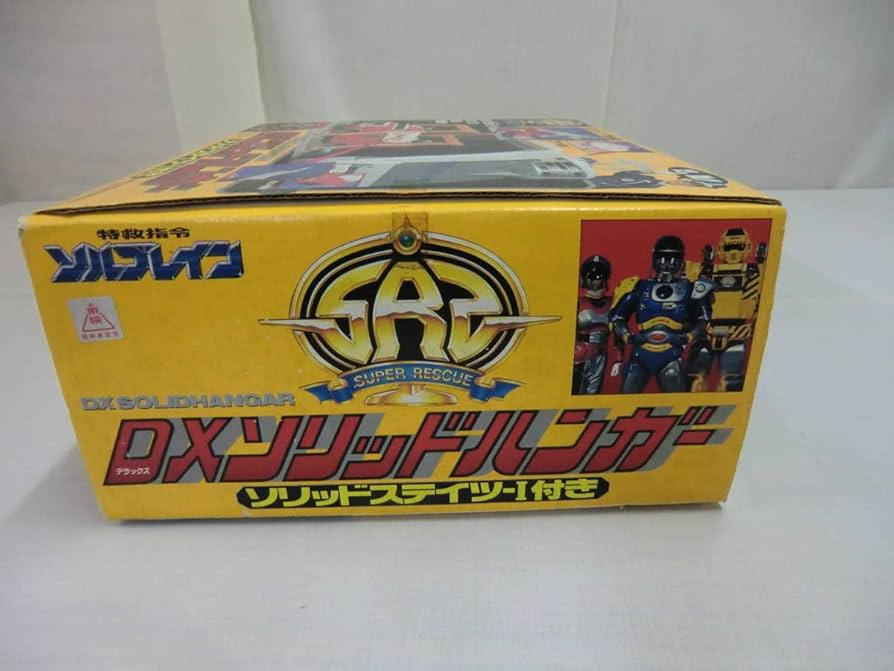 特救指令
ソルブレイン
東映
SRS
SUPER RESCUE
DX SOLIDHANGAR
DXソリッドハンガー
デラックス
ソリッドステイツ-I付き